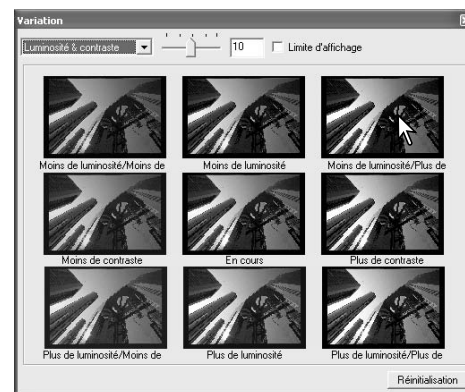 Variation
Luminosité & contraste 10 Limite d'affichage
Moins de luminosité/Moins de Moins de luminosité Moins de luminosité/Plus de
Moins de contraste En cours Plus de contraste
Plus de luminosité/Moins de Plus de luminosité Plus de luminosité/Plus de
Réinitialisation